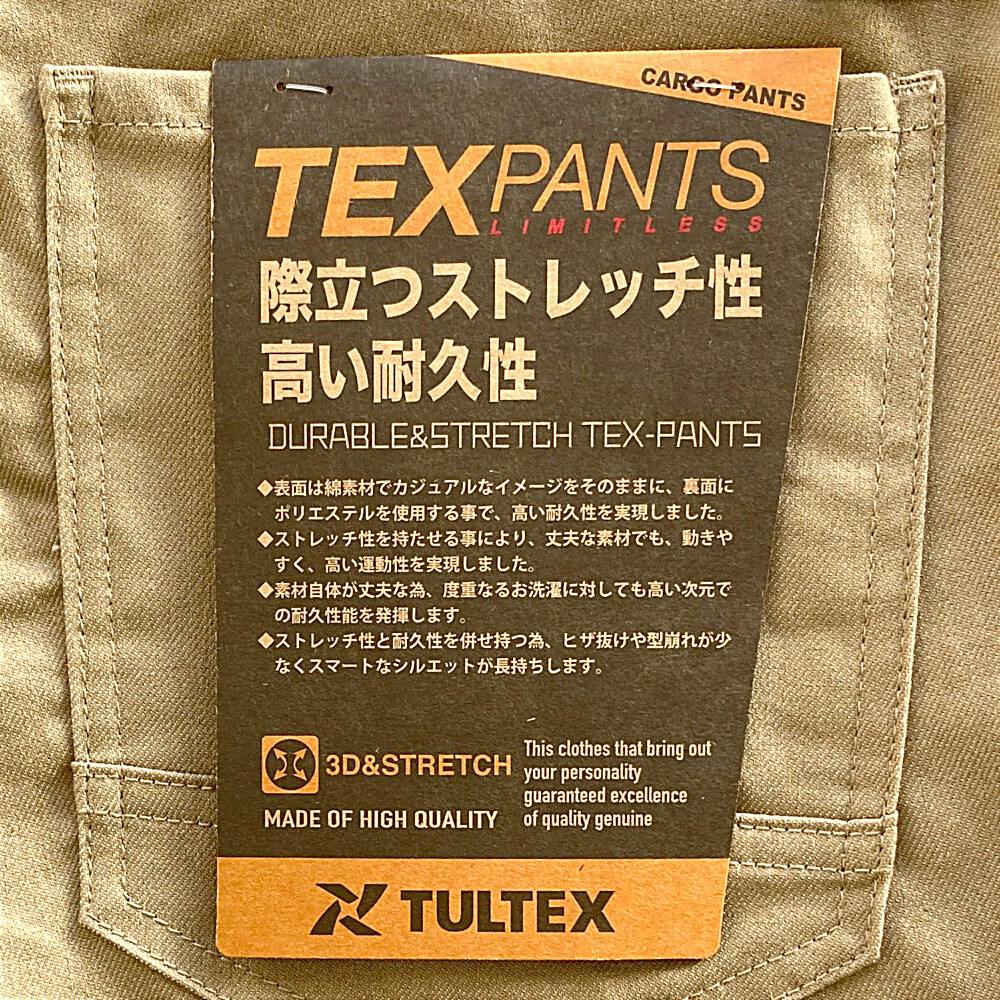 CARGO PANTS
TEXPANTS
LIMITLESS
際立つストレッチ性
高い耐久性
DURABLE&STRETCH TEX-PANTS
◆表面は綿素材でカジュアルなイメージをそのままに、裏面に
ポリエステルを使用する事で、高い耐久性を実現しました。
◆ストレッチ性を持たせる事により、丈夫な素材でも、動きや
すく、高い運動性を実現しました。
◆素材自体が丈夫な為、度重なるお洗濯に対しても高い次元で
の耐久性能を発揮します。
◆ストレッチ性と耐久性を併せ持つ為、ヒザ抜けや型崩れが少
なくスマートなシルエットが長持ちします。
3D&STRETCH
MADE OF HIGH QUALITY
This clothes that bring out
your personality
guaranteed excellence
of quality genuine
TULTEX